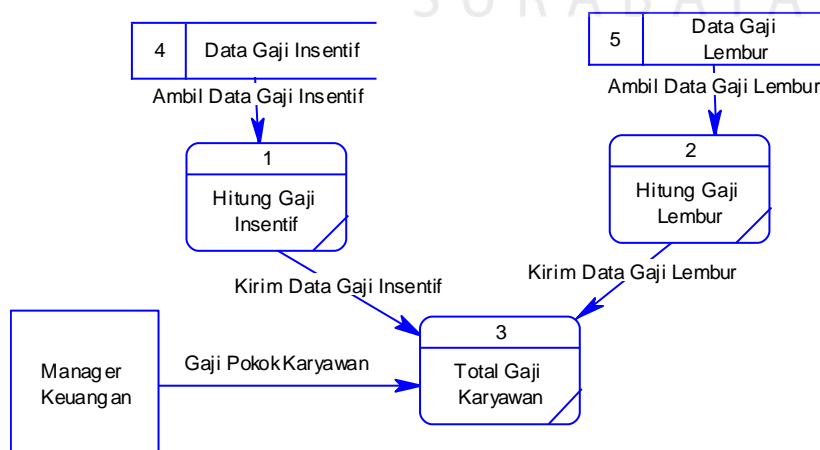 SURABAYA
4
Data Gaji Insentif
5
Data Gaji
Lembur
Ambil Data Gaji Insentif
Ambil Data Gaji Lembur
1
Hitung Gaji
Insentif
2
Hitung Gaji
Lembur
Kirim Data Gaji Insentif
Kirim Data Gaji Lembur
3
Total Gaji
Karyawan
Gaji Pokok Karyawan
Manager
Keuangan